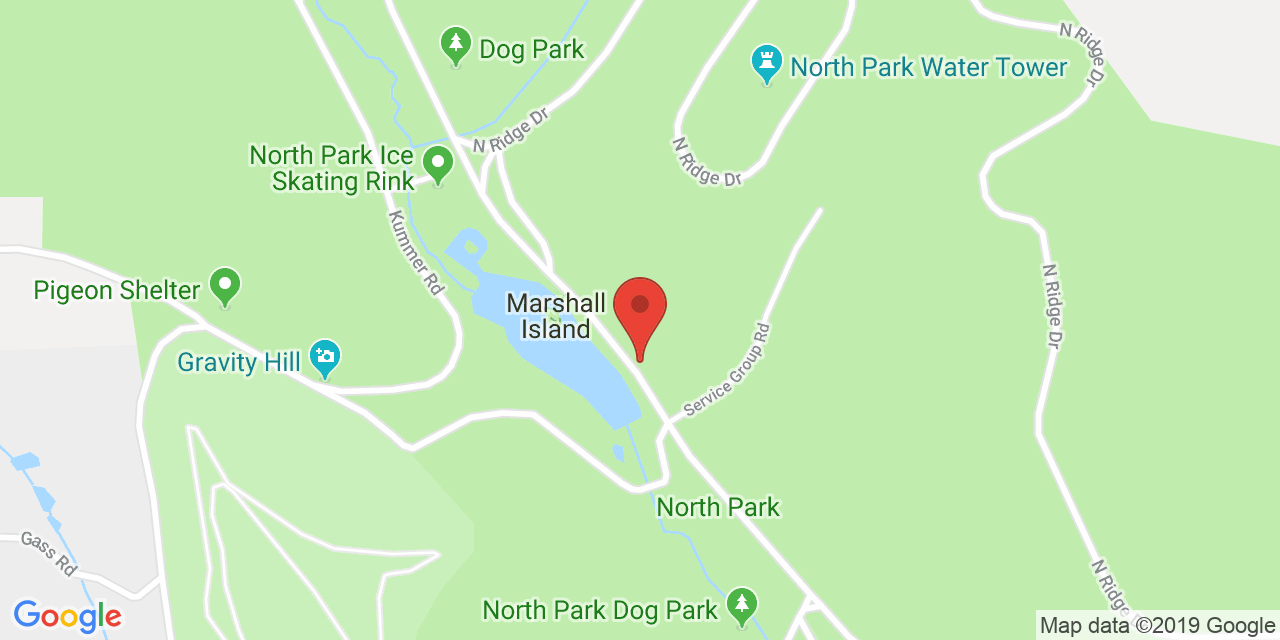 N Ridge Dr
Dog Park
North Park Water Tower
N Ridge Dr
N Ridge Dr
North Park Ice
Skating Rink
Kummer Rd
Pigeon Shelter
N Ridge Dr
Marshall
Island
Gravity Hill
Service Group Rd
North Park
Gass Rd
N Ridge
North Park Dog Park
Google
Map data ©2019 Google